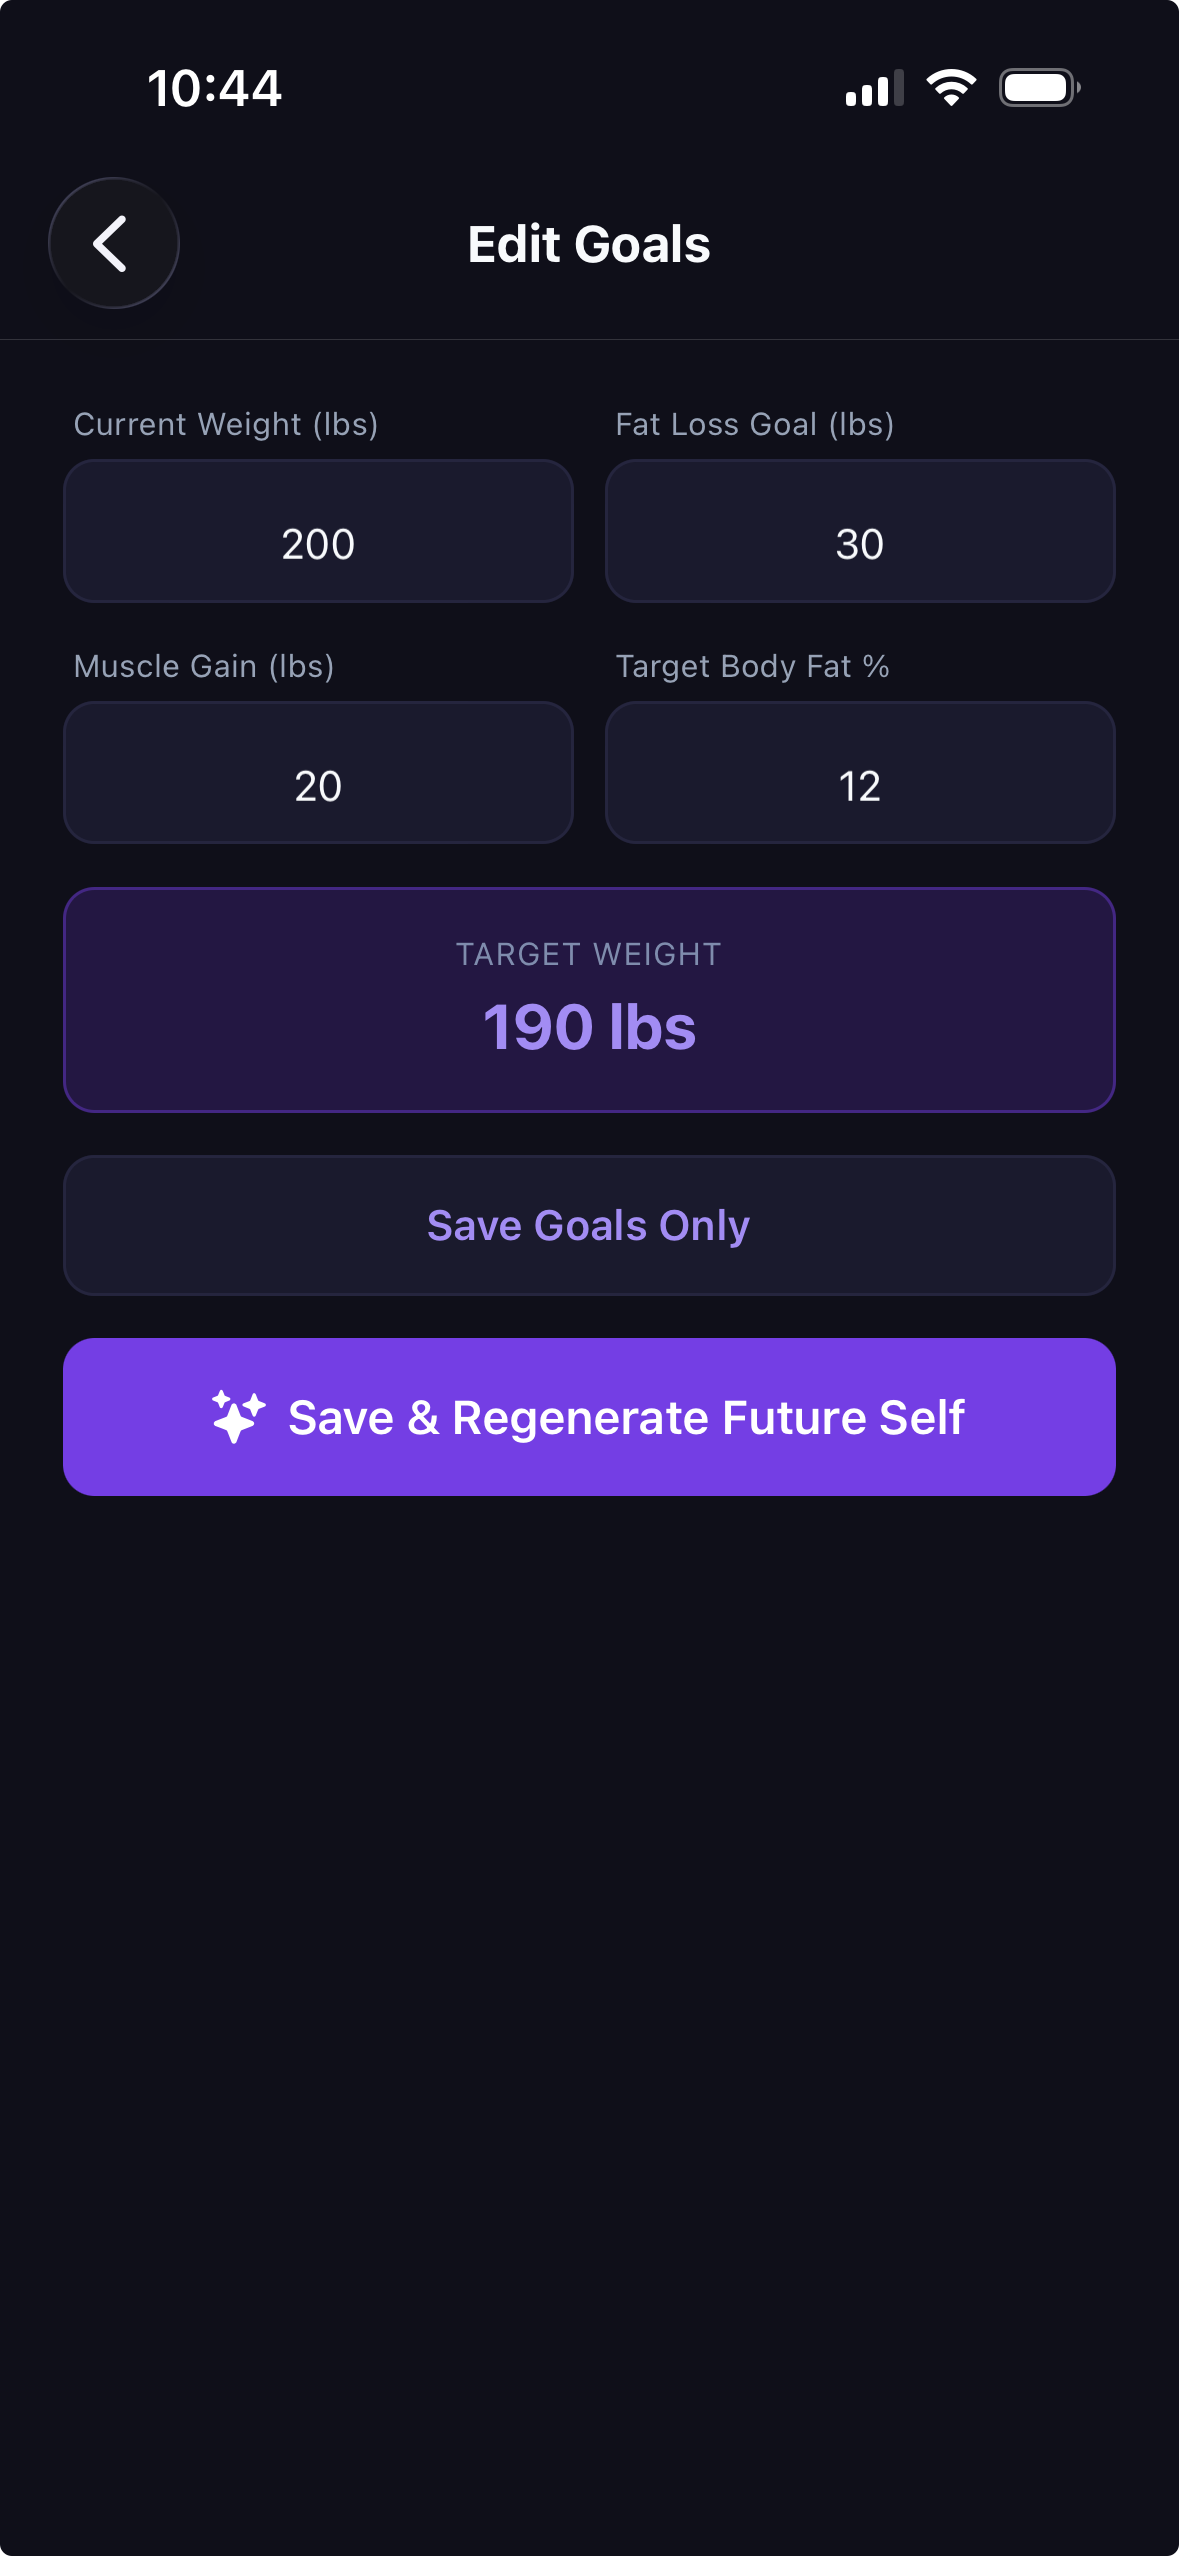 10:44
Edit Goals
Current Weight (lbs)
Fat Loss Goal (lbs)
200
30
Muscle Gain (lbs)
Target Body Fat %
20
12
TARGET WEIGHT
190 lbs
Save Goals Only
Save & Regenerate Future Self